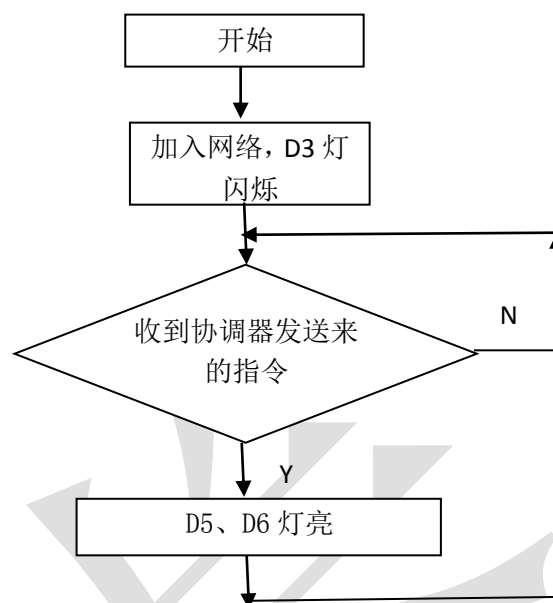 开始
加入网络，D3 灯
闪烁
收到协调器发送来
的指令
N
Y
D5、D6 灯亮